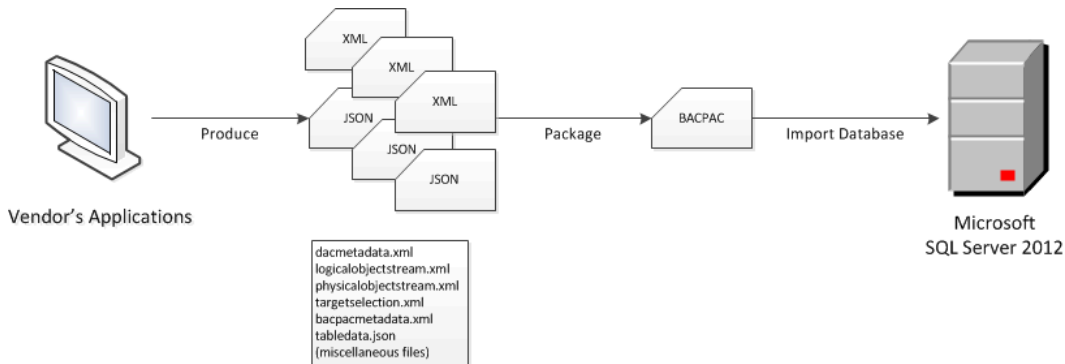 XML
XML
XML
JSON
JSON
JSON
Produce
Package
BACPAC
Import Database
Vendor's Applications
Microsoft
SQL Server 2012
dacmetadata.xml
logicalobjectstream.xml
physicalobjectstream.xml
targetselection.xml
bacpacmetadata.xml
tabledata.json
(miscellaneous files)